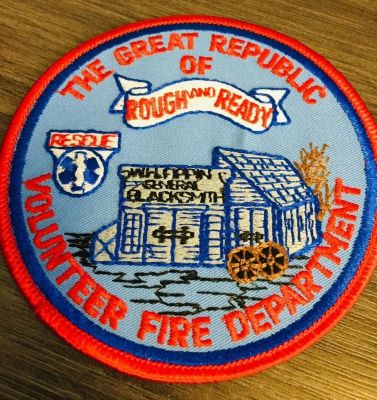 THE GREAT REPUBLIC
OF
ROUGH AND READY
RESCUE
W.H. FIPPIN
GENERAL
BLACKSMITH
VOLUNTEER FIRE DEPARTMENT